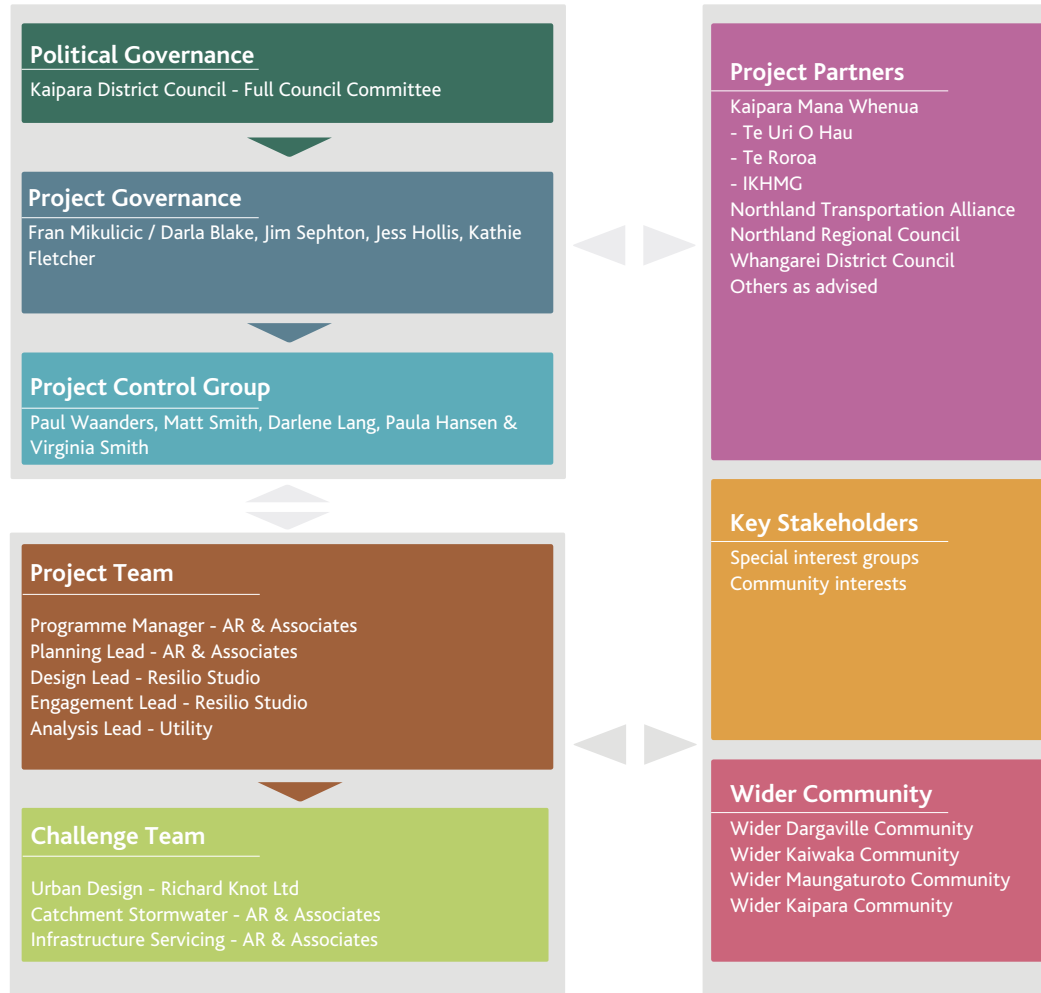 Political Governance
Kaipara District Council - Full Council Committee
Project Governance
Fran Mikulicic / Darla Blake, Jim Sephton, Jess Hollis, Kathie
Fletcher
Project Control Group
Paul Waanders, Matt Smith, Darlene Lang, Paula Hansen &
Virginia Smith
Project Team
Programme Manager - AR & Associates
Planning Lead - AR & Associates
Design Lead - Resilio Studio
Engagement Lead - Resilio Studio
Analysis Lead - Utility
Challenge Team
Urban Design - Richard Knot Ltd
Catchment Stormwater - AR & Associates
Infrastructure Servicing - AR & Associates
Project Partners
Kaipara Mana Whenua
- Te Uri O Hau
- Te Roroa
- IKHMG
Northland Transportation Alliance
Northland Regional Council
Whangarei District Council
Others as advised
Key Stakeholders
Special interest groups
Community interests
Wider Community
Wider Dargaville Community
Wider Kaiwaka Community
Wider Maungaturoto Community
Wider Kaipara Community